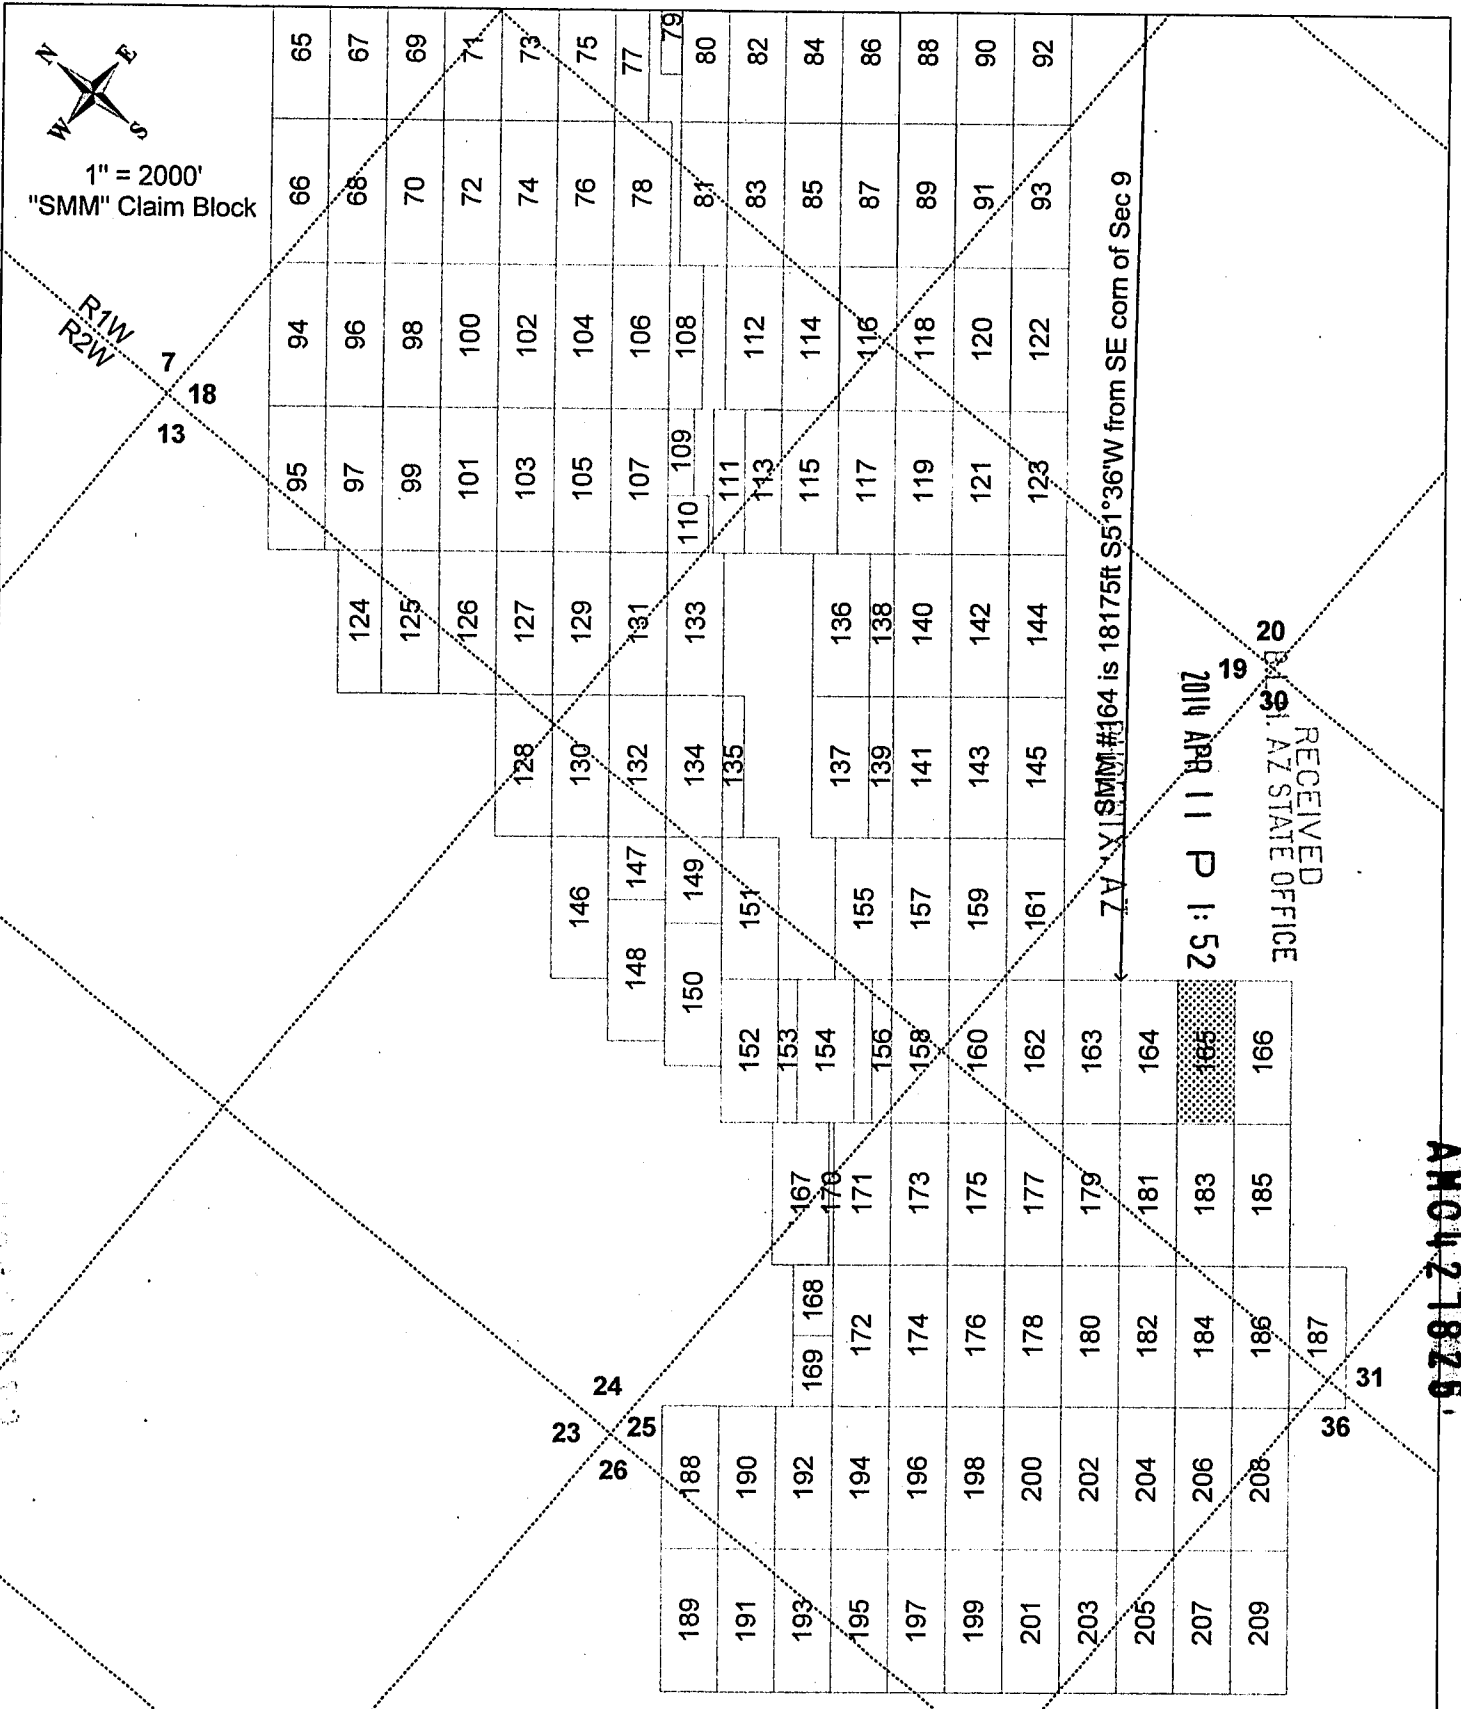 N E
W S
1" = 2000'
"SMM" Claim Block
65 67 69 71 73 75 77 79 80 82 84 86 88 90 92
66 68 70 72 74 76 78 81 83 85 87 89 91 93
R1W
R2W
7
18
13
94 96 98 100 102 104 106 108 112 114 116 118 120 122
95 97 99 101 103 105 107 109 110 111 113 115 117 119 121 123
124 125 126 127 129 131 133 136 138 140 142 144
128 130 132 134 135 137 139 141 143 145
146 147 148 149 150 151 155 157 159 161
152 153 154 156 158 160 162 163 164 165 166
167 170 171 173 175 177 179 181 183 185
168 169 172 174 176 178 180 182 184 186 187
188 190 192 194 196 198 200 202 204 206 208
189 191 193 195 197 199 201 203 205 207 209
SMM #164 is 18175ft S51°36"W from SE corn of Sec 9
20
19
30
RECEIVED
AZ STATE OFFICE
2014 APR 11 P 1:52
24
23 25
26
31
36